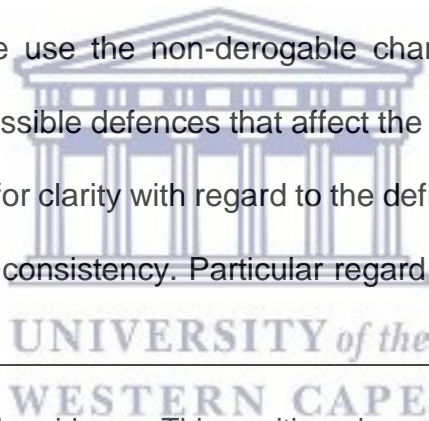 e use the non-derogable char
ssible defences that affect the
for clarity with regard to the defi
consistency. Particular regard
UNIVERSITY of the
WESTERN CAPE